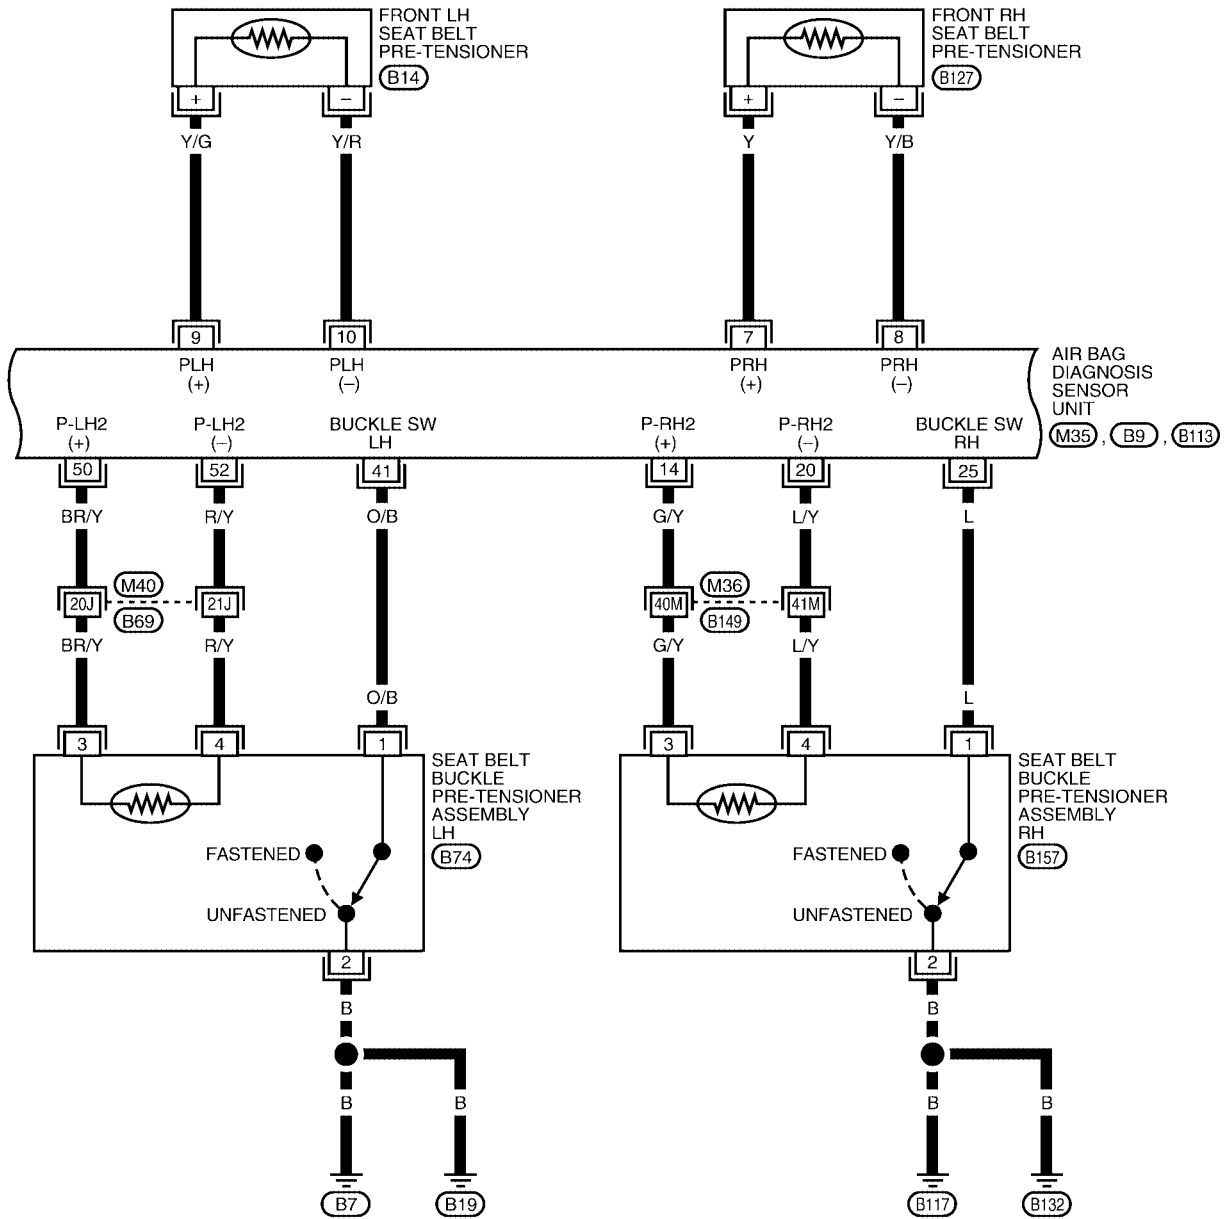 FRONT LH
SEAT BELT
PRE-TENSIONER
B14
FRONT RH
SEAT BELT
PRE-TENSIONER
B127
+ –
+ –
Y/G Y/R Y Y/B
9 10 7 8
PLH
(+)
PLH
(–)
PRH
(+)
PRH
(–)
AIR BAG
DIAGNOSIS
SENSOR
UNIT
M35 , B9 , B113
P-LH2
(+)
P-LH2
(–)
BUCKLE SW
LH
P-RH2
(+)
P-RH2
(–)
BUCKLE SW
RH
50 52 41 14 20 25
BR/Y R/Y O/B G/Y L/Y L
M40 M36
20J 21J 40M 41M
B69 B149
BR/Y R/Y G/Y L/Y
O/B L
3 4 1 3 4 1
SEAT BELT
BUCKLE
PRE-TENSIONER
ASSEMBLY
LH
B74
SEAT BELT
BUCKLE
PRE-TENSIONER
ASSEMBLY
RH
B157
FASTENED
UNFASTENED
FASTENED
UNFASTENED
2 2
B B
B B B B
B7 B19 B117 B132